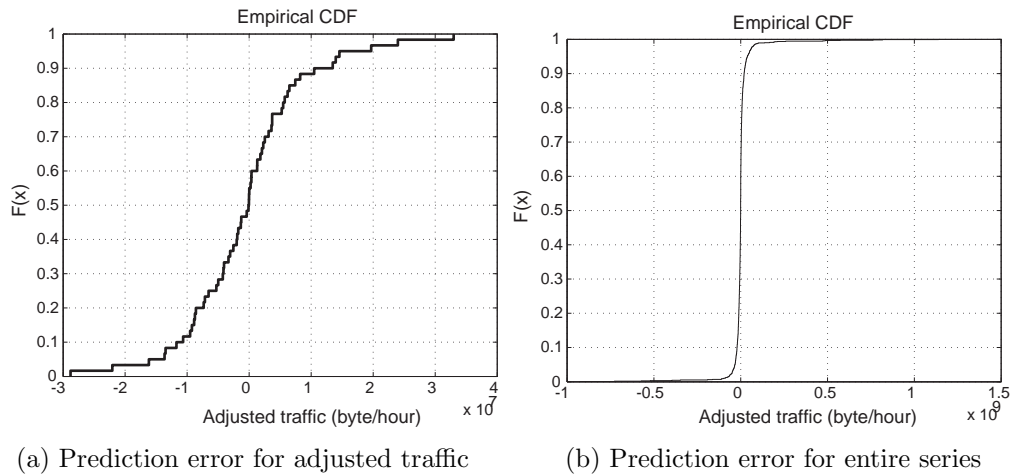 Empirical CDF
1
0.9
0.8
0.7
0.6
0.5
0.4
0.3
0.2
0.1
0
F(x)
-3 -2 -1 0 1 2 3 4
x 10^7
Adjusted traffic (byte/hour)
(a) Prediction error for adjusted traffic
Empirical CDF
1
0.9
0.8
0.7
0.6
0.5
0.4
0.3
0.2
0.1
0
F(x)
-1 -0.5 0 0.5 1 1.5
x 10^9
Adjusted traffic (byte/hour)
(b) Prediction error for entire series